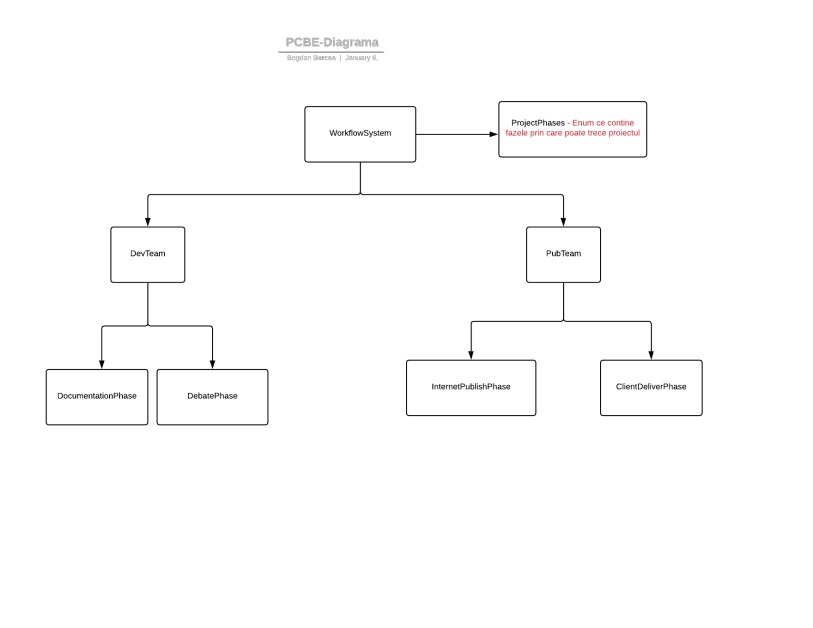 PCBE-Diagrama
Bogdan Bercea | January 6,
WorkflowSystem
ProjectPhases - Enum ce contine
fazele prin care poate trece proiectul
DevTeam
PubTeam
DocumentationPhase
DebatePhase
InternetPublishPhase
ClientDeliverPhase